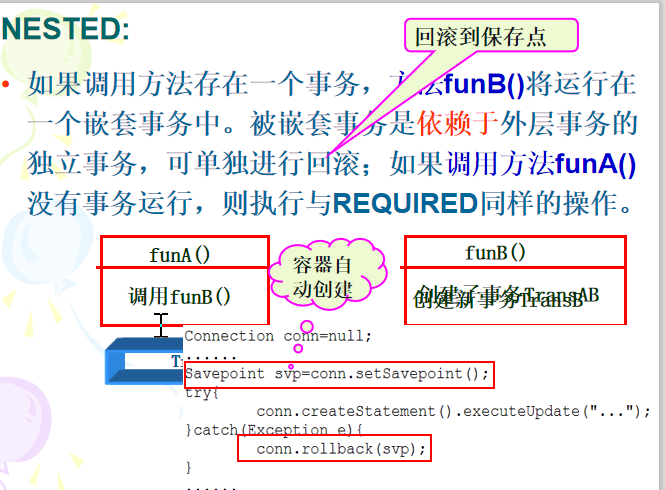 NESTED:
回滚到保存点
• 如果调用方法存在一个事务，方法funB()将运行在
一个嵌套事务中。被嵌套事务是依赖于外层事务的
独立事务，可单独进行回滚；如果调用方法funA()
没有事务运行，则执行与REQUIRED同样的操作。
funA()
调用funB()
容器自
动创建
funB()
创建子事务TransAB
创建新事务TransB
Connection conn=null;
......
Savepoint svp=conn.setSavepoint();
try{
conn.createStatement().executeUpdate("...");
}catch(Exception e){
conn.rollback(svp);
}
......